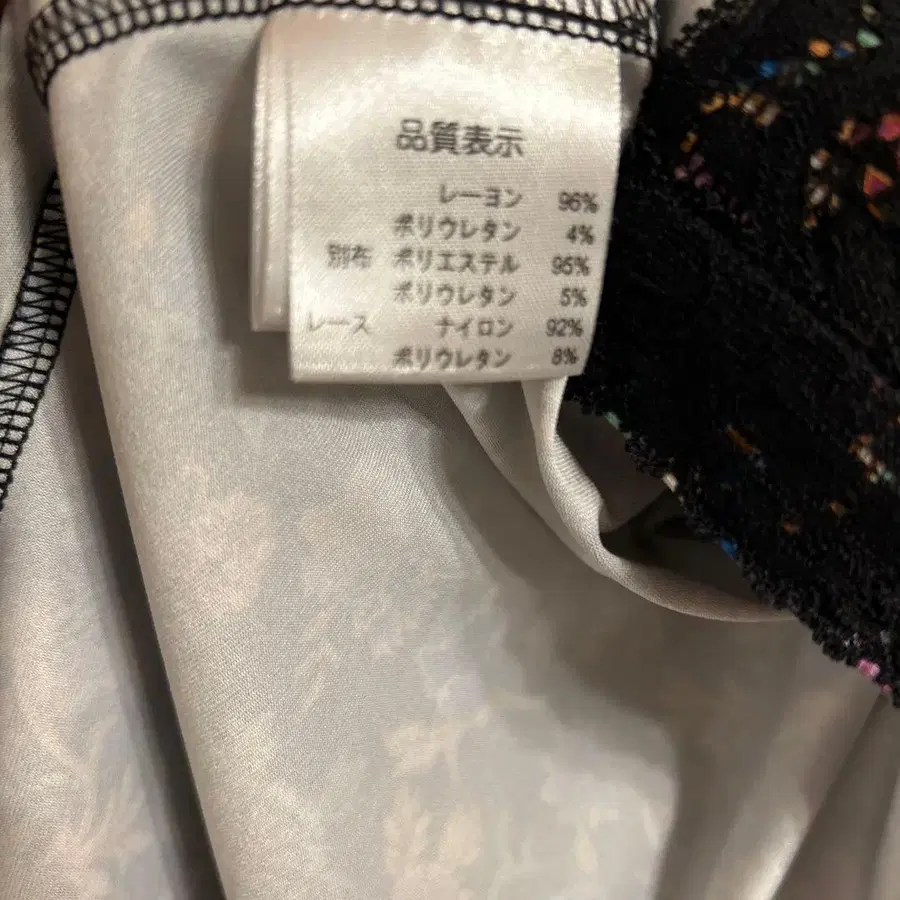 品質表示
レーヨン 96%
ポリウレタン 4%
別布 ポリエステル 95%
ポリウレタン 5%
レース ナイロン 92%
ポリウレタン 8%